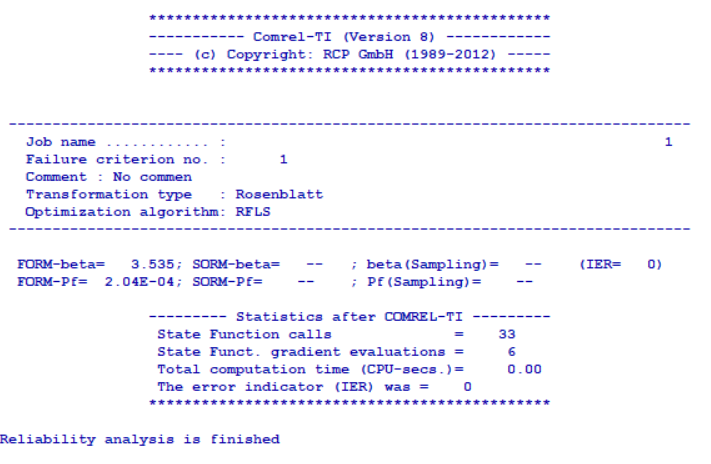 **********************************************
----------- Comrel-TI (Version 8) ------------
---- (c) Copyright: RCP GmbH (1989-2012) -----
**********************************************
-------------------------------------------------------------------------------
Job name ............ : 1
Failure criterion no. : 1
Comment : No commen
Transformation type : Rosenblatt
Optimization algorithm: RFLS
-------------------------------------------------------------------------------
FORM-beta= 3.535; SORM-beta= -- ; beta(Sampling)= -- (IER= 0)
FORM-Pf= 2.04E-04; SORM-Pf= -- ; Pf(Sampling)= --
--------- Statistics after COMREL-TI ---------
State Function calls = 33
State Funct. gradient evaluations = 6
Total computation time (CPU-secs.)= 0.00
The error indicator (IER) was = 0
**********************************************
Reliability analysis is finished